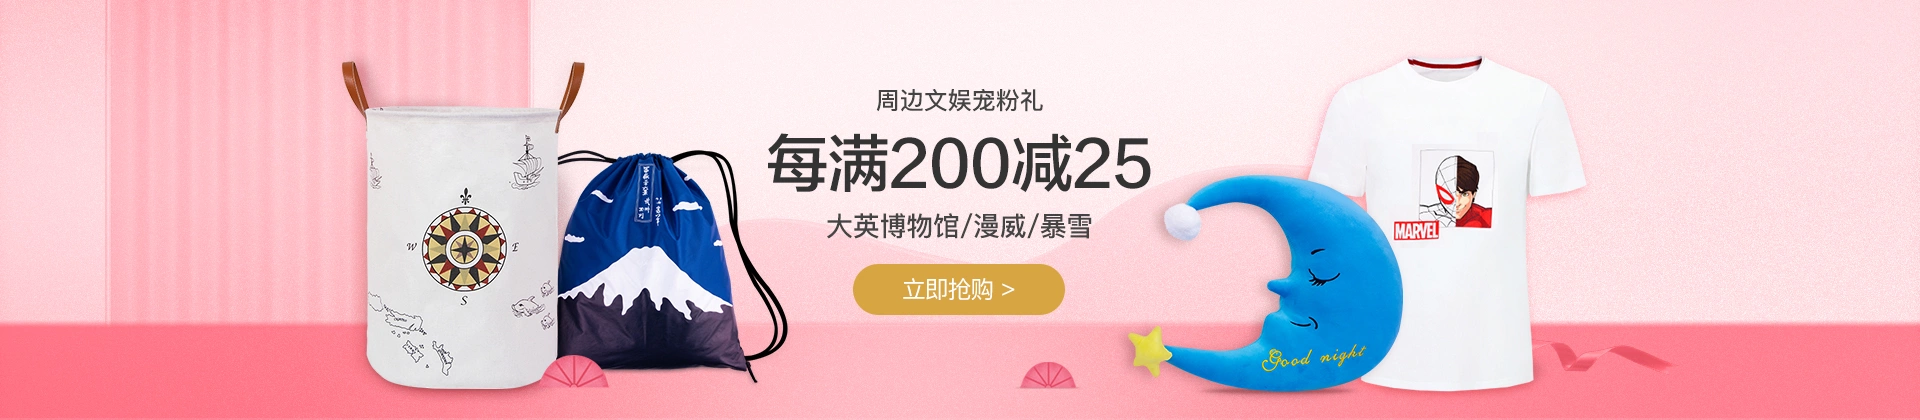 周边文娱宠粉礼
每满200减25
大英博物馆/漫威/暴雪
立即抢购 >
W
E
S
MARVEL
Good night